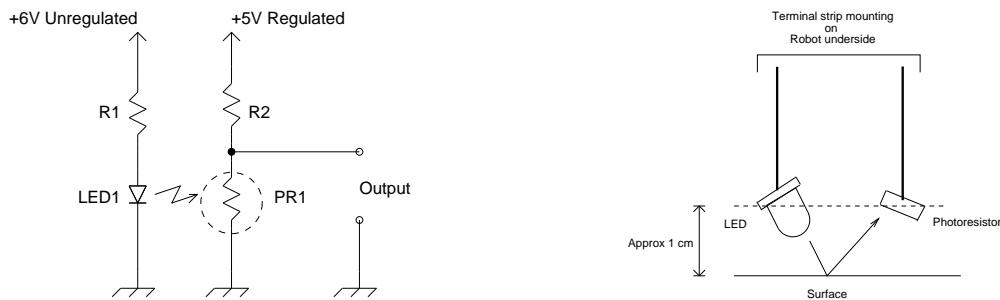 +6V Unregulated
+5V Regulated
R1
R2
LED1
PR1
Output
Terminal strip mounting
on
Robot underside
LED
Photoresistor
Approx 1 cm
Surface